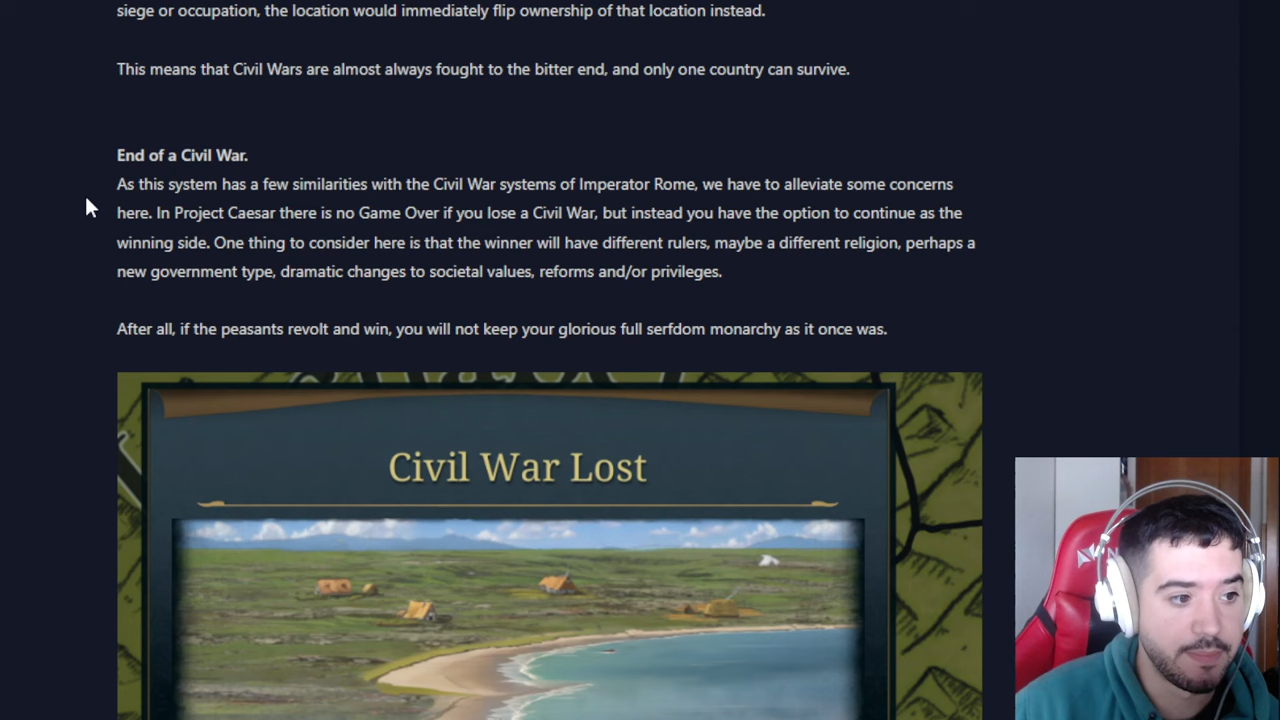 siege or occupation, the location would immediately flip ownership of that location instead.
This means that Civil Wars are almost always fought to the bitter end, and only one country can survive.
End of a Civil War.
As this system has a few similarities with the Civil War systems of Imperator Rome, we have to alleviate some concerns
here. In Project Caesar there is no Game Over if you lose a Civil War, but instead you have the option to continue as the
winning side. One thing to consider here is that the winner will have different rulers, maybe a different religion, perhaps a
new government type, dramatic changes to societal values, reforms and/or privileges.
After all, if the peasants revolt and win, you will not keep your glorious full serfdom monarchy as it once was.
Civil War Lost